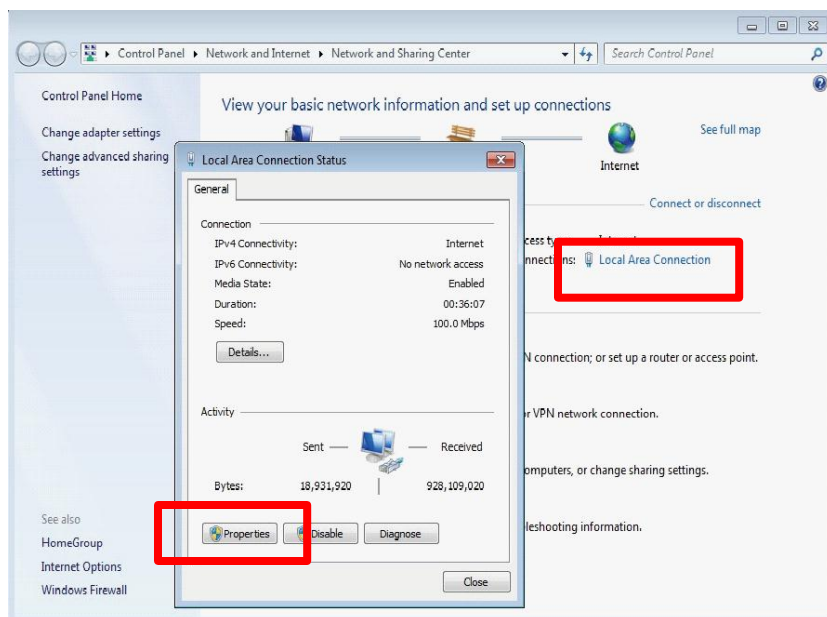 Control Panel ▸ Network and Internet ▸ Network and Sharing Center
Search Control Panel
Control Panel Home
Change adapter settings
Change advanced sharing
settings
View your basic network information and set up connections
See full map
Internet
Connect or disconnect
cess ty
nnections: Local Area Connection
N connection; or set up a router or access point.
or VPN network connection.
omputers, or change sharing settings.
leshooting information.
Local Area Connection Status
General
Connection
IPv4 Connectivity: Internet
IPv6 Connectivity: No network access
Media State: Enabled
Duration: 00:36:07
Speed: 100.0 Mbps
Details...
Activity
Sent — Received
Bytes: 18,931,920 | 928,109,020
Properties Disable Diagnose
Close
See also
HomeGroup
Internet Options
Windows Firewall